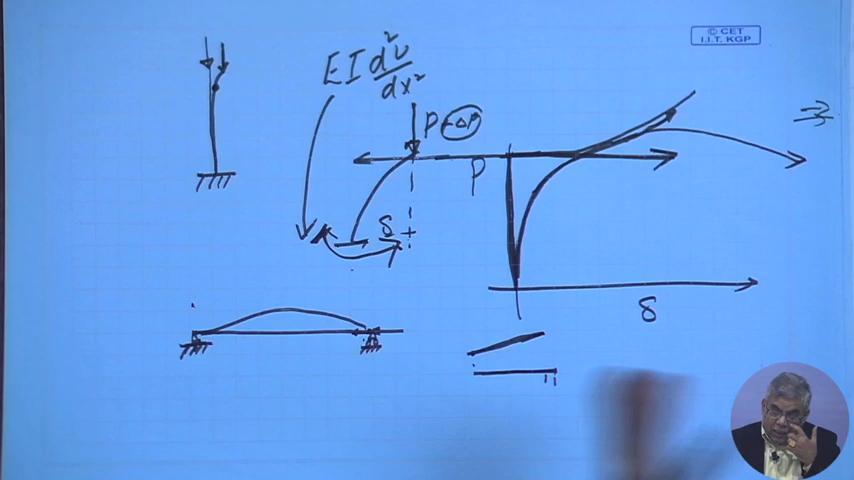 © CET
I.I.T. KGP
EI d²v/dx²
P - ΔP
P
δ
δ